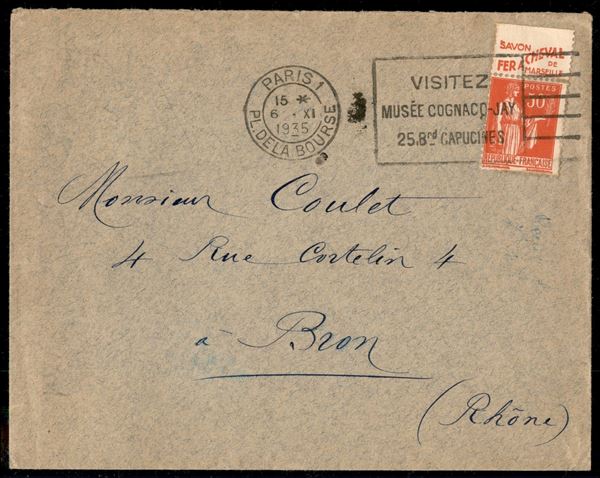 SAVON
FER À CHEVAL
DE
MARSEILLE
POSTES
50
REPUBLIQUE-FRANÇAISE
PARIS 1
15 *
6 · XI
1935
PL. DE LA BOURSE
VISITEZ
MUSÉE COGNACQ-JAY
25.Bᵈ CAPUCINES
Monsieur Coulet
4 Rue Cortelin 4
à Bron
(Rhône)